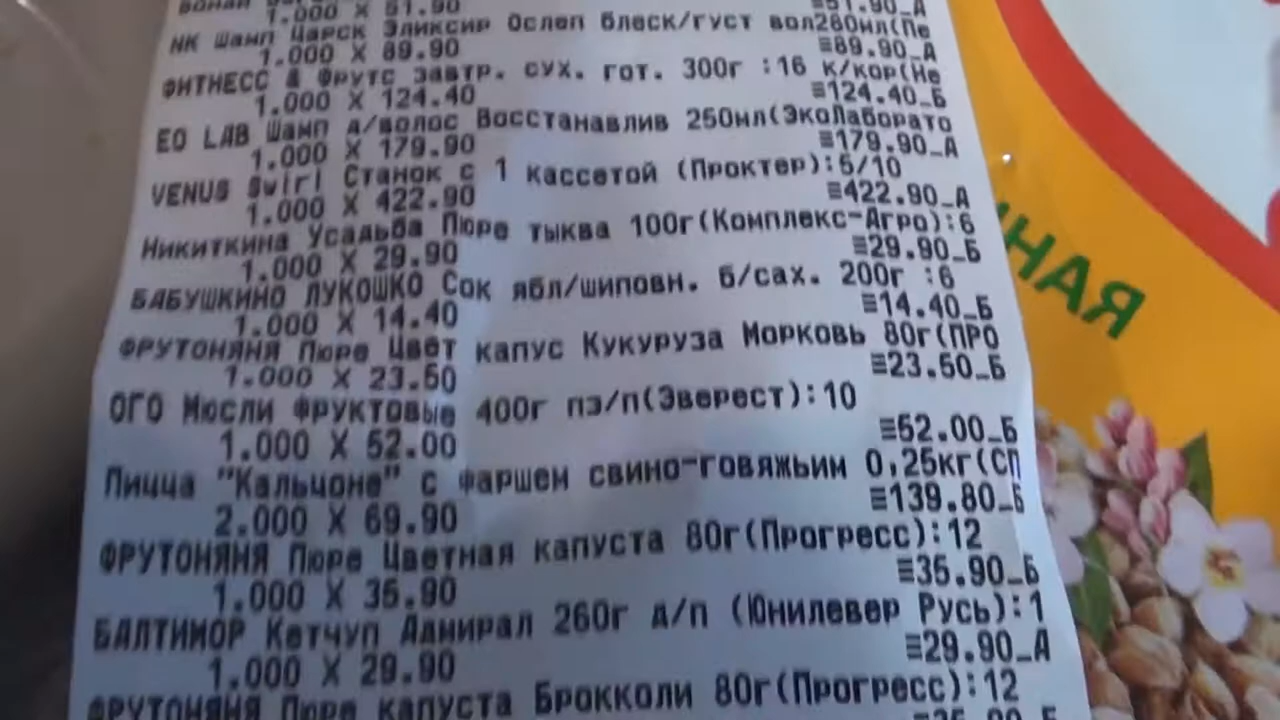 1.000 X 51.90 ≡51.90_А
NK Шамп Царск Эликсир Ослеп блеск/густ вол280мл(Пе
1.000 X 89.90 ≡89.90_А
ФИТНЕСС & Фрутс завтр. сух. гот. 300г :16 к/кор(Не
1.000 X 124.40 ≡124.40_Б
EO LAB Шамп д/волос Восстанавлив 250мл(ЭкоЛаборато
1.000 X 179.90 ≡179.90_А
VENUS Swirl Станок с 1 кассетой (Проктер):5/10
1.000 X 422.90 ≡422.90_А
Никиткина Усадьба Пюре тыква 100г(Комплекс-Агро):6
1.000 X 29.90 ≡29.90_Б
БАБУШКИНО ЛУКОШКО Сок ябл/шиповн. б/сах. 200г :6
1.000 X 14.40 ≡14.40_Б
ФРУТОНЯНЯ Пюре Цвет капус Кукуруза Морковь 80г(ПРО
1.000 X 23.50 ≡23.50_Б
ОГО Мюсли Фруктовые 400г пэ/п(Эверест):10
1.000 X 52.00 ≡52.00_Б
Пицца "Кальцоне" с фаршем свино-говяжьим 0,25кг(СП
2.000 X 69.90 ≡139.80_Б
ФРУТОНЯНЯ Пюре Цветная капуста 80г(Прогресс):12
1.000 X 35.90 ≡35.90_Б
БАЛТИМОР Кетчуп Адмирал 260г д/п (Юнилевер Русь):1
1.000 X 29.90 ≡29.90_А
ФРУТОНЯНЯ Пюре капуста Брокколи 80г(Прогресс):12
ННАЯ